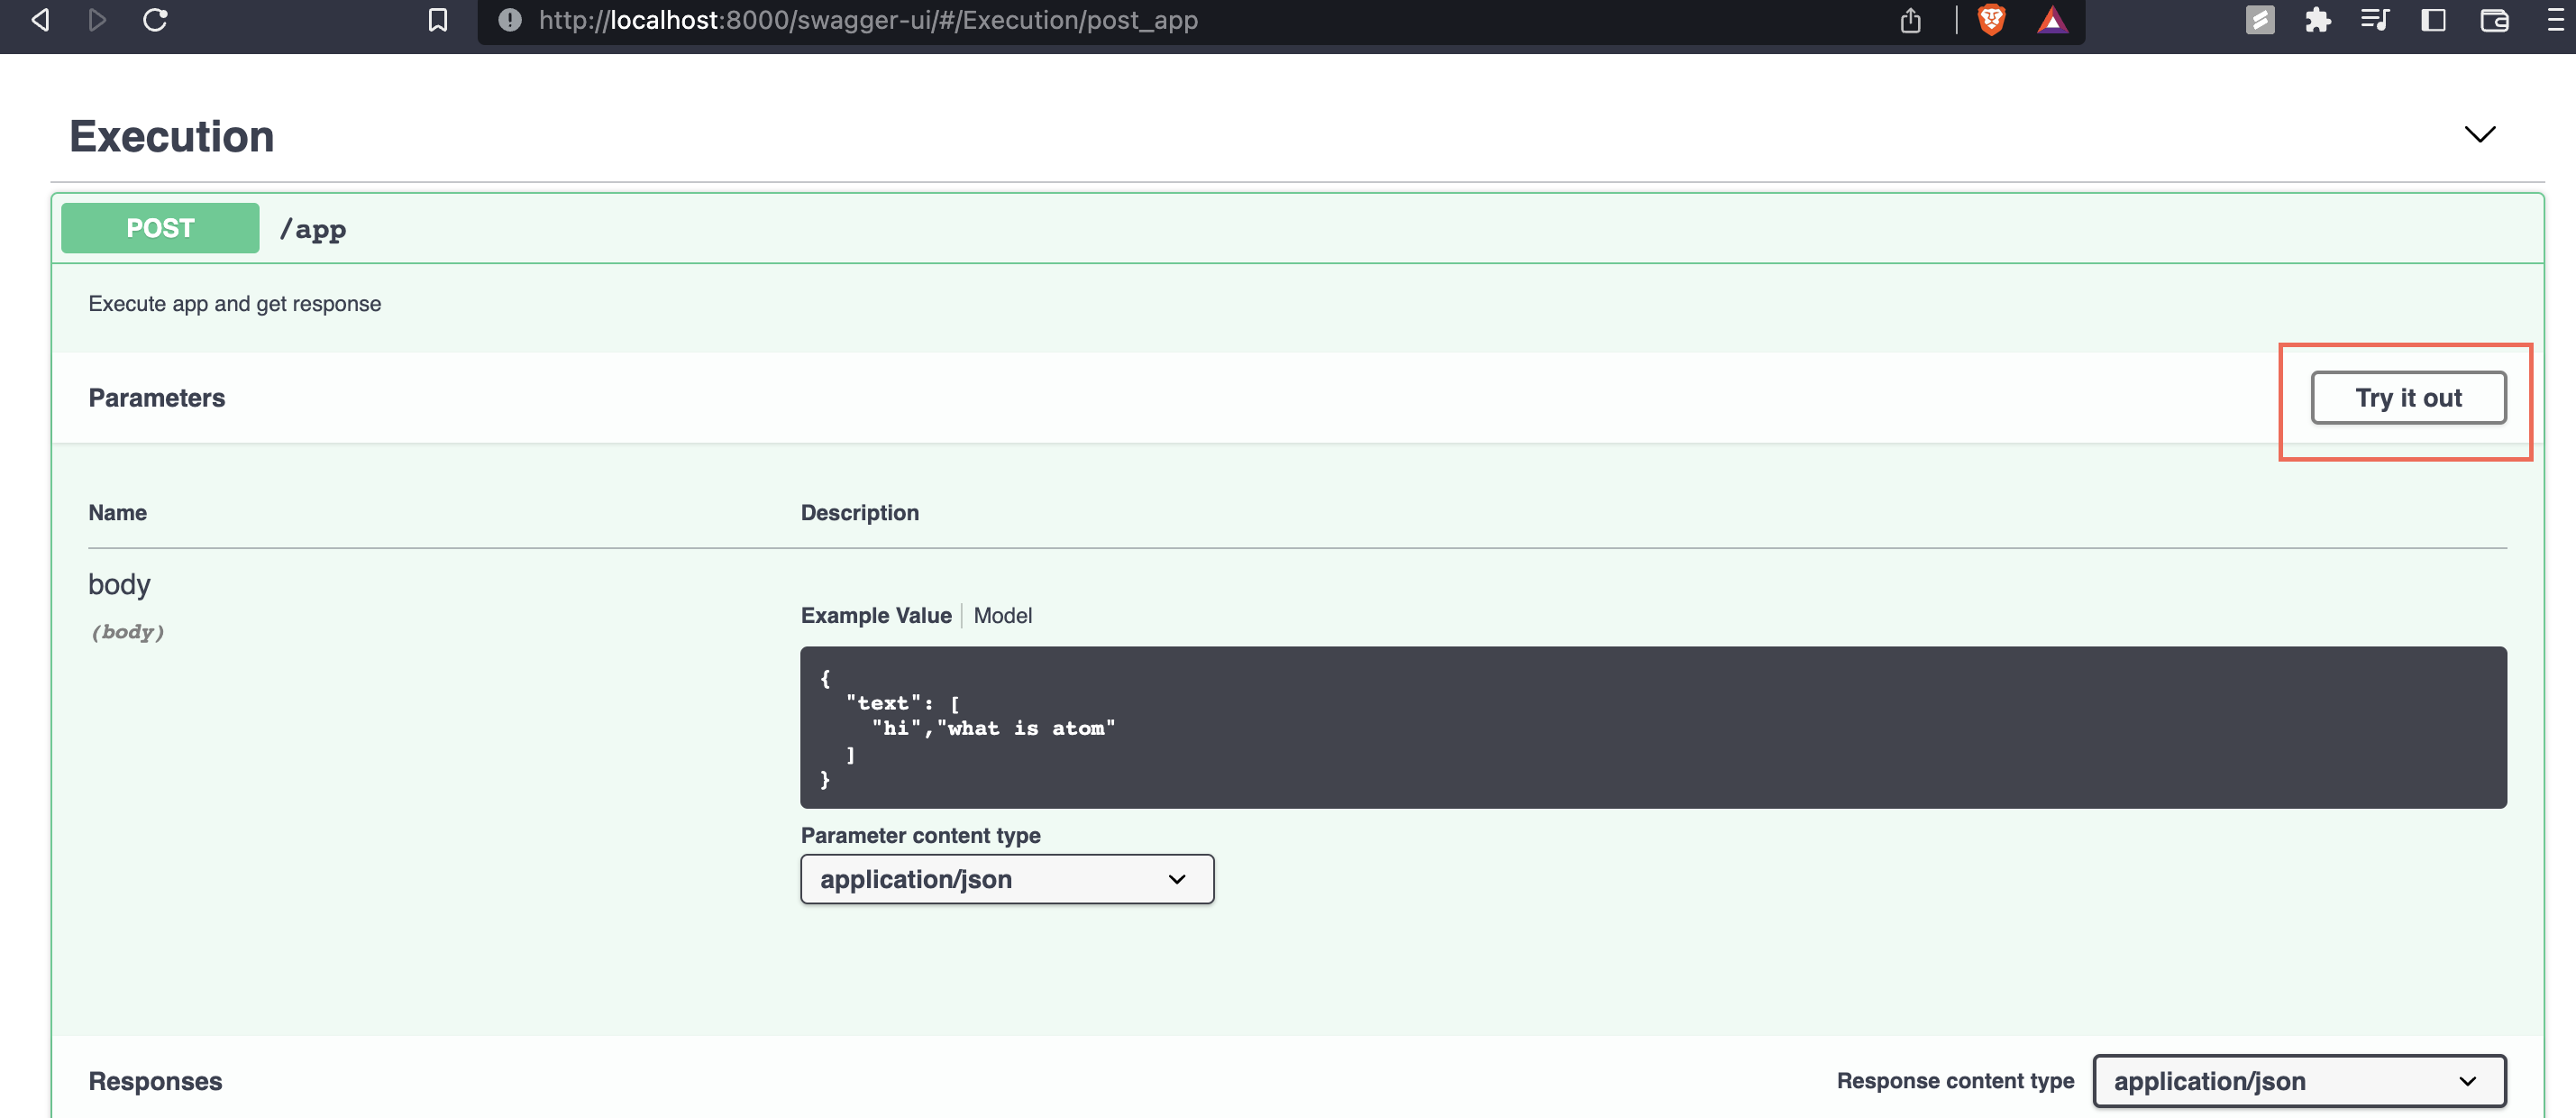 http://localhost:8000/swagger-ui/#/Execution/post_app
Execution
POST /app
Execute app and get response
Parameters
Try it out
Name Description
body
(body)
Example Value Model
{
"text": [
"hi","what is atom"
]
}
Parameter content type
application/json
Responses Response content type application/json